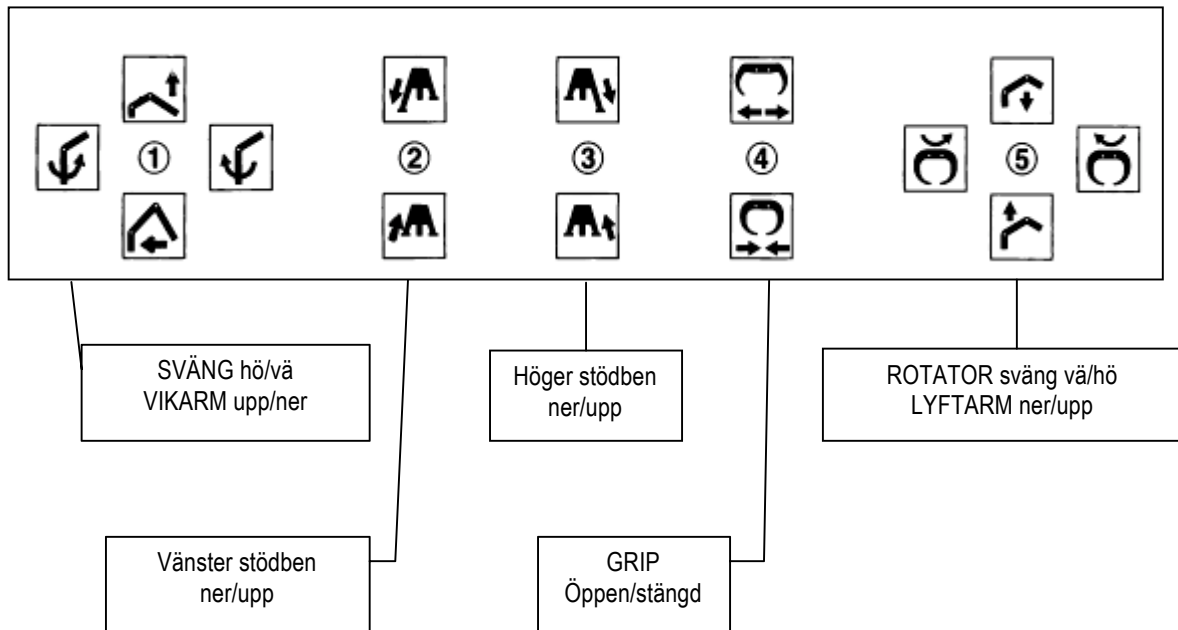 ① ② ③ ④ ⑤
SVÄNG hö/vä
VIKARM upp/ner
Höger stödben
ner/upp
ROTATOR sväng vä/hö
LYFTARM ner/upp
Vänster stödben
ner/upp
GRIP
Öppen/stängd